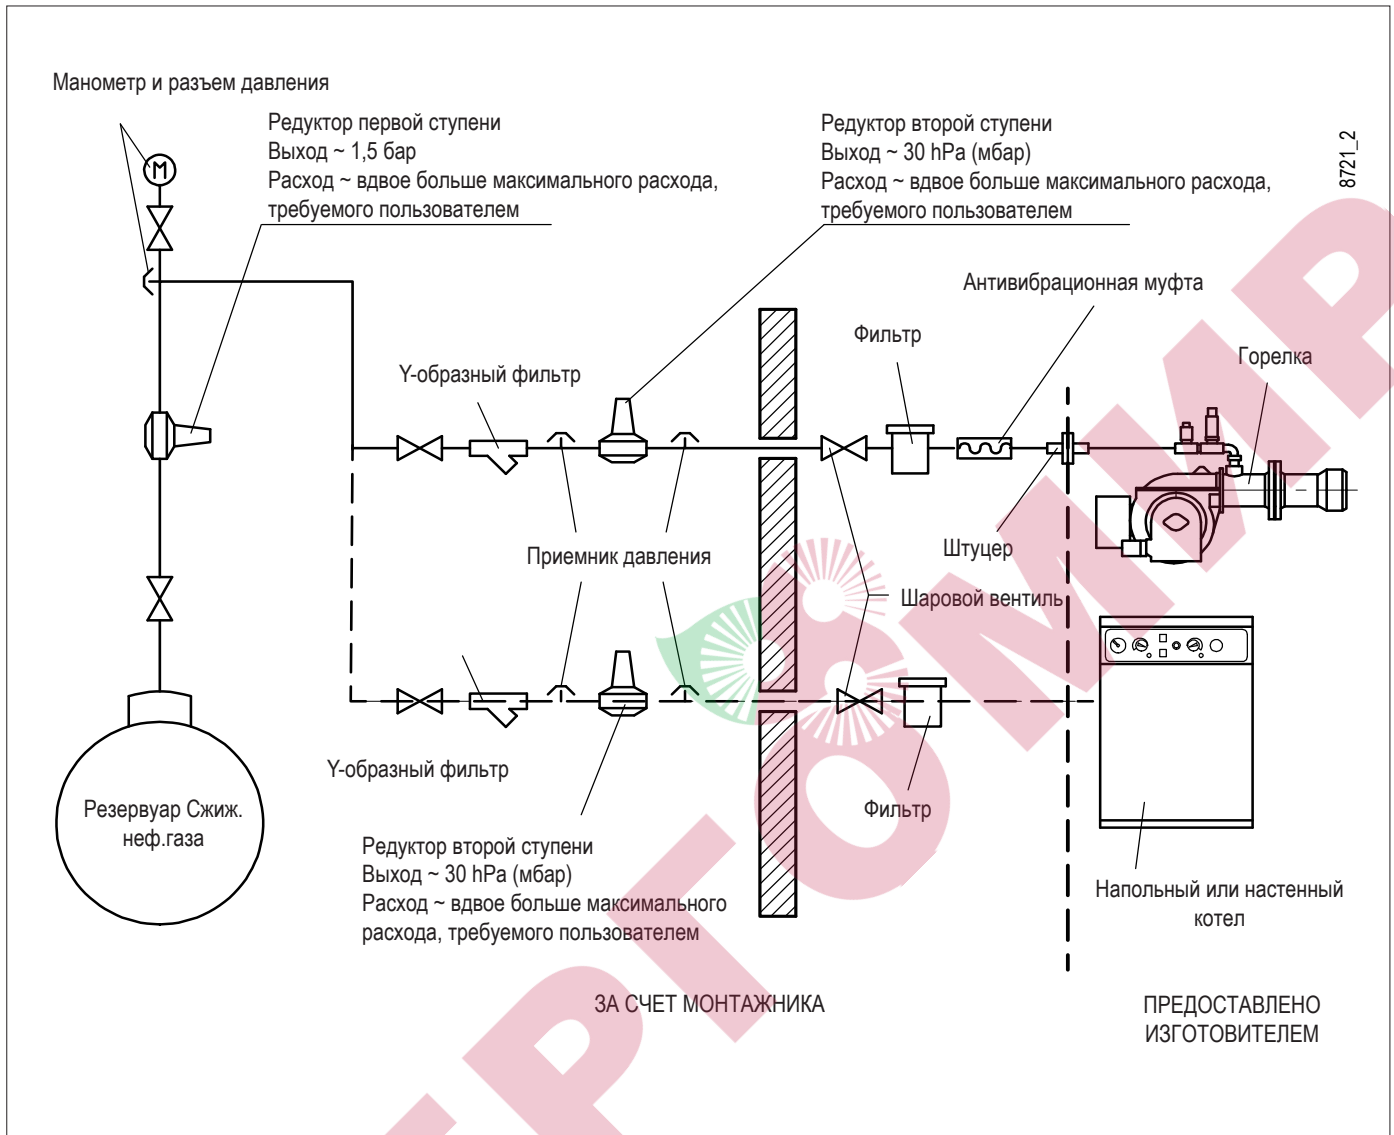 Манометр и разъем давления
Редуктор первой ступени
Выход ~ 1,5 бар
Расход ~ вдвое больше максимального расхода,
требуемого пользователем
Редуктор второй ступени
Выход ~ 30 hPa (мбар)
Расход ~ вдвое больше максимального расхода,
требуемого пользователем
8721_2
M
Антивибрационная муфта
Фильтр
Горелка
Y-образный фильтр
Приемник давления
Штуцер
Шаровой вентиль
Y-образный фильтр
Фильтр
Резервуар Сжиж.
неф.газа
Редуктор второй ступени
Выход ~ 30 hPa (мбар)
Расход ~ вдвое больше максимального
расхода, требуемого пользователем
Напольный или настенный
котел
ЗА СЧЕТ МОНТАЖНИКА
ПРЕДОСТАВЛЕНО
ИЗГОТОВИТЕЛЕМ
РГОМИР